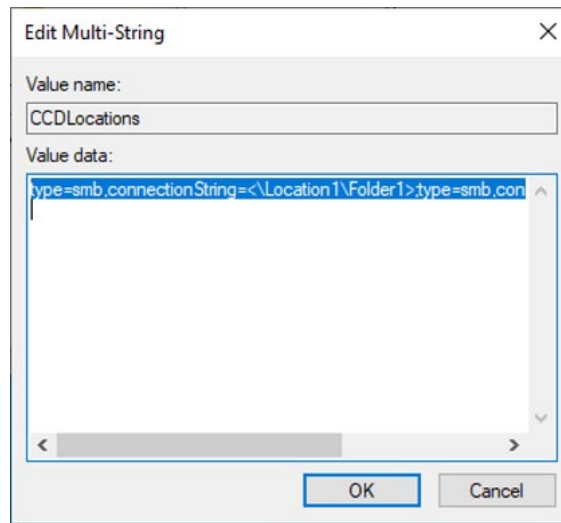 Edit Multi-String
Value name:
CCDLocations
Value data:
type=smb,connectionString=<\Location1\Folder1>;type=smb,con
OK
Cancel